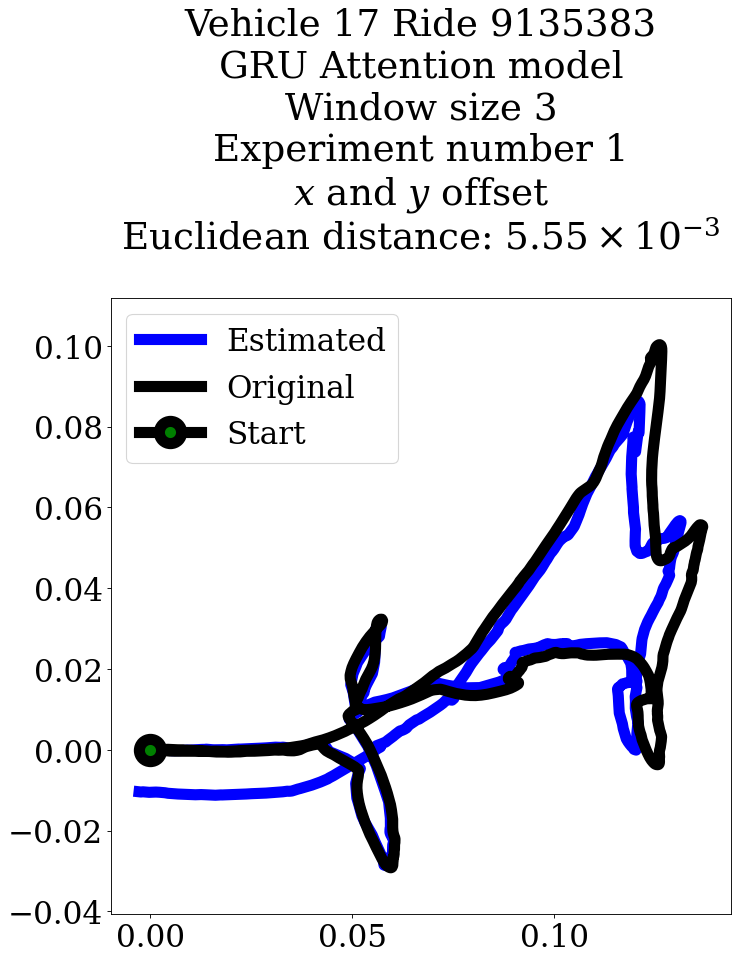 Vehicle 17 Ride 9135383
GRU Attention model
Window size 3
Experiment number 1
x and y offset
Euclidean distance: 5.55 × 10⁻³
Estimated
Original
Start
0.10
0.08
0.06
0.04
0.02
0.00
−0.02
−0.04
0.00 0.05 0.10